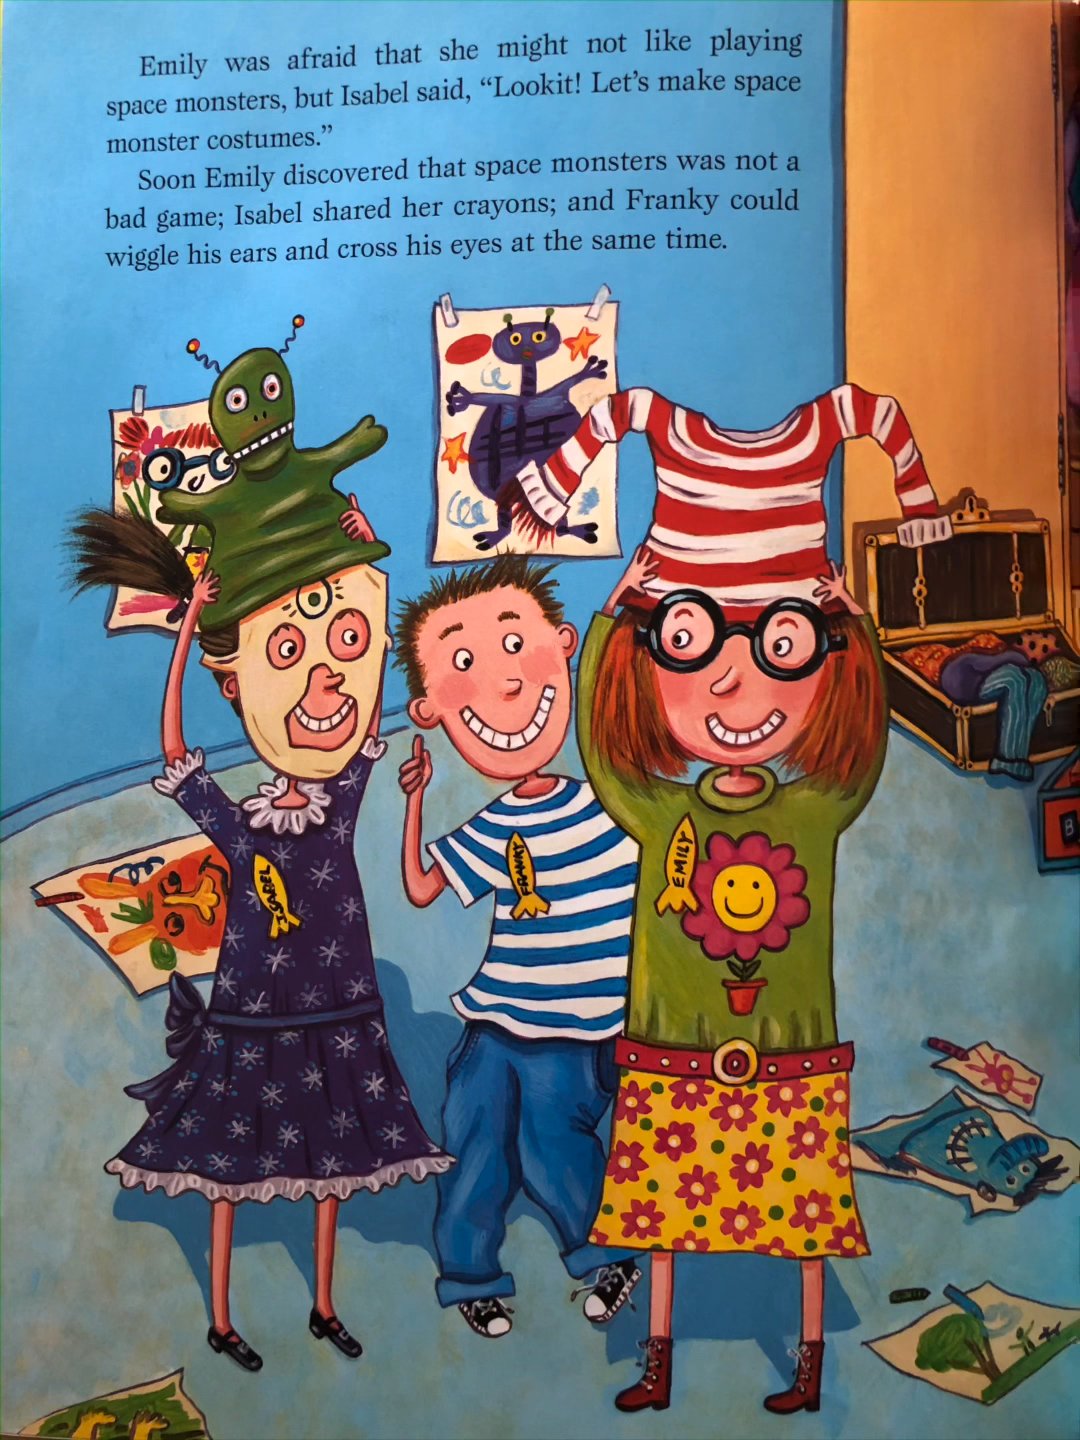 Emily was afraid that she might not like playing
space monsters, but Isabel said, “Lookit! Let’s make space
monster costumes.”
Soon Emily discovered that space monsters was not a
bad game; Isabel shared her crayons; and Franky could
wiggle his ears and cross his eyes at the same time.
ISABEL
FRANKY
EMILY
B